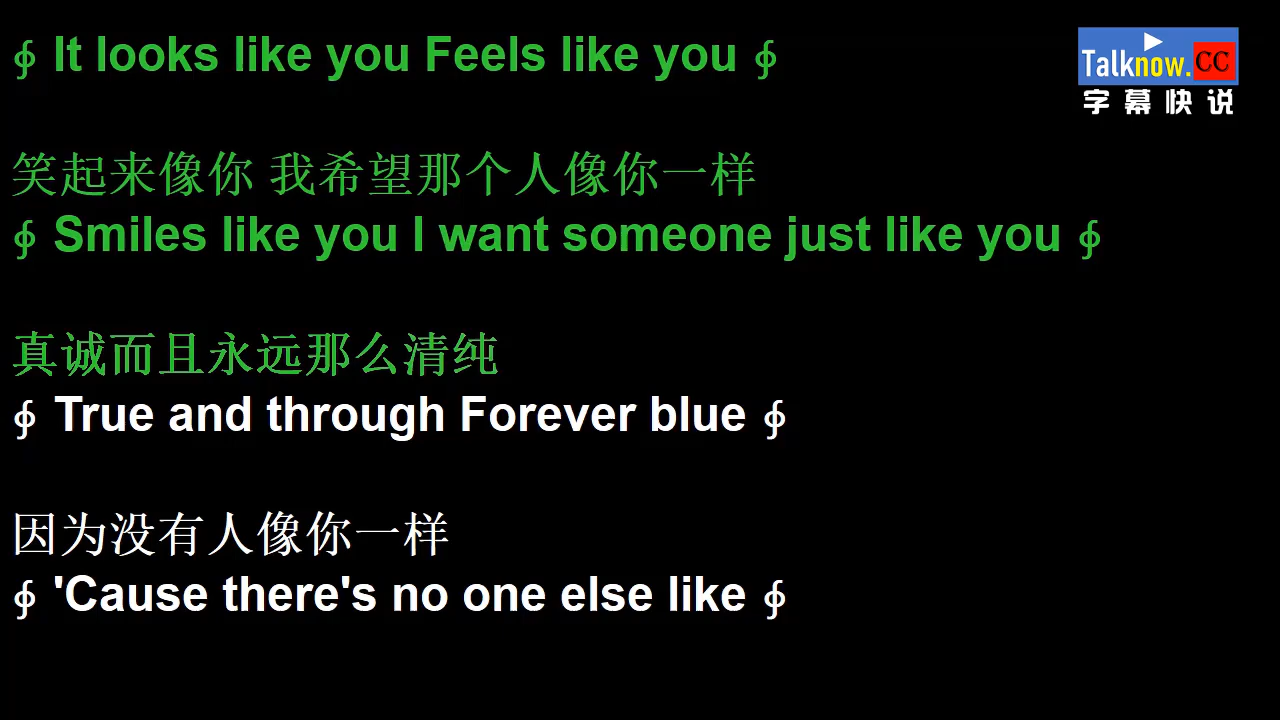 ∮ It looks like you Feels like you ∮
Talknow.CC
字幕快说
笑起来像你 我希望那个人像你一样
∮ Smiles like you I want someone just like you ∮
真诚而且永远那么清纯
∮ True and through Forever blue ∮
因为没有人像你一样
∮ 'Cause there's no one else like ∮